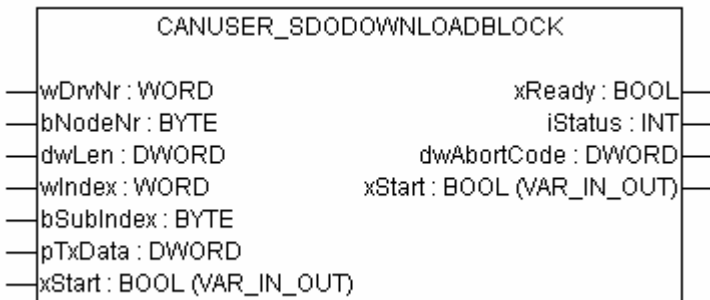 CANUSER_SDODOWNLOADBLOCK
wDrvNr : WORD xReady : BOOL
bNodeNr : BYTE iStatus : INT
dwLen : DWORD dwAbortCode : DWORD
wIndex : WORD xStart : BOOL (VAR_IN_OUT)
bSubIndex : BYTE
pTxData : DWORD
xStart : BOOL (VAR_IN_OUT)